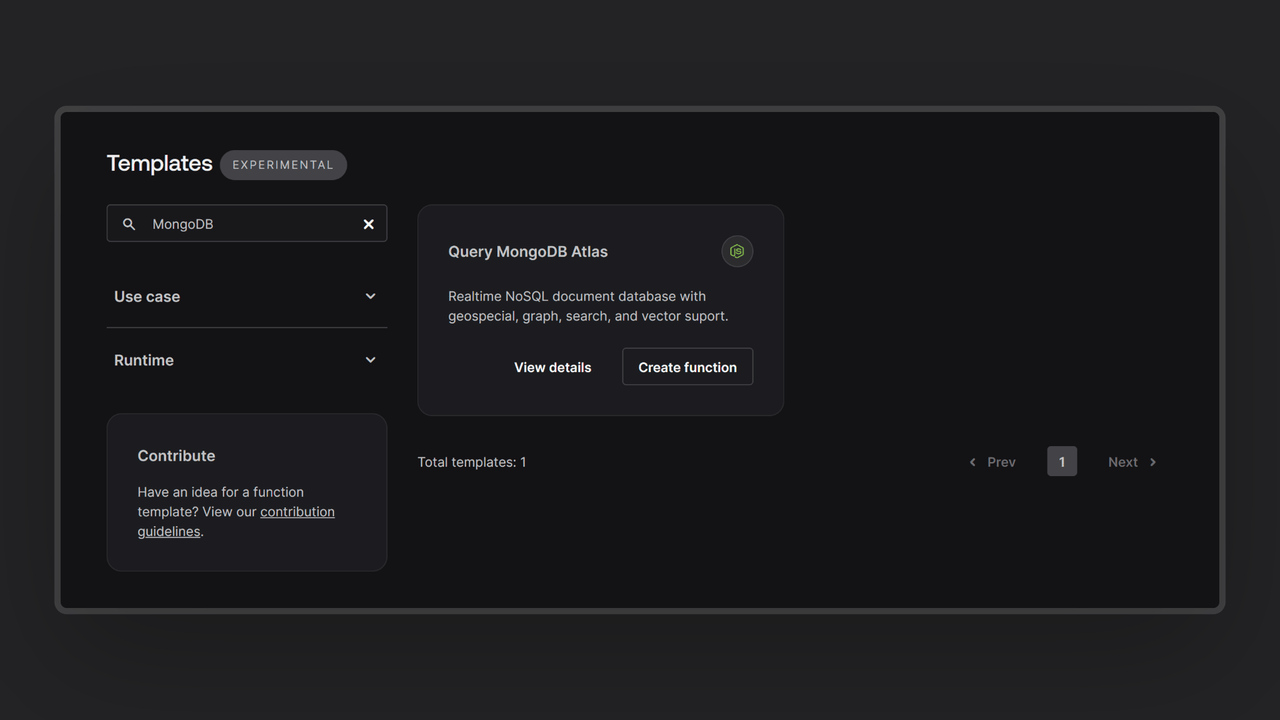 Templates EXPERIMENTAL
MongoDB
Use case
Runtime
Contribute
Have an idea for a function
template? View our contribution
guidelines.
Query MongoDB Atlas
Realtime NoSQL document database with
geospecial, graph, search, and vector suport.
View details Create function
Total templates: 1
Prev 1 Next